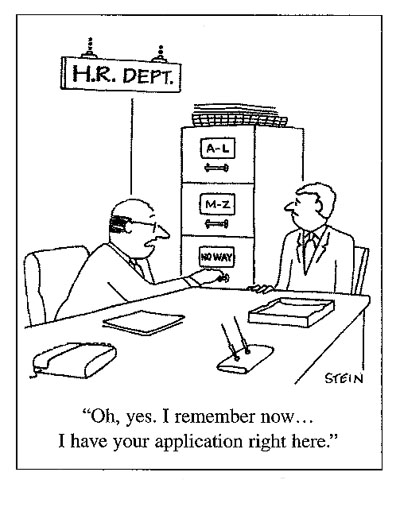 H.R. DEPT.
A-L
M-Z
NO WAY
STEIN
“Oh, yes. I remember now...
I have your application right here.”